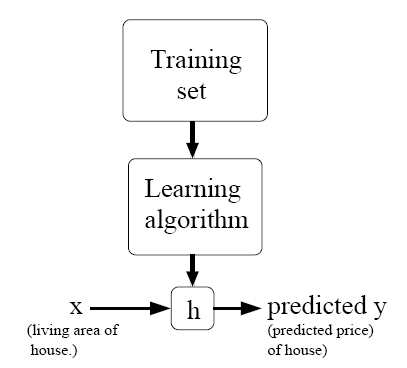 Training
set
Learning
algorithm
x
h
predicted y
(living area of
house.)
(predicted price)
of house)